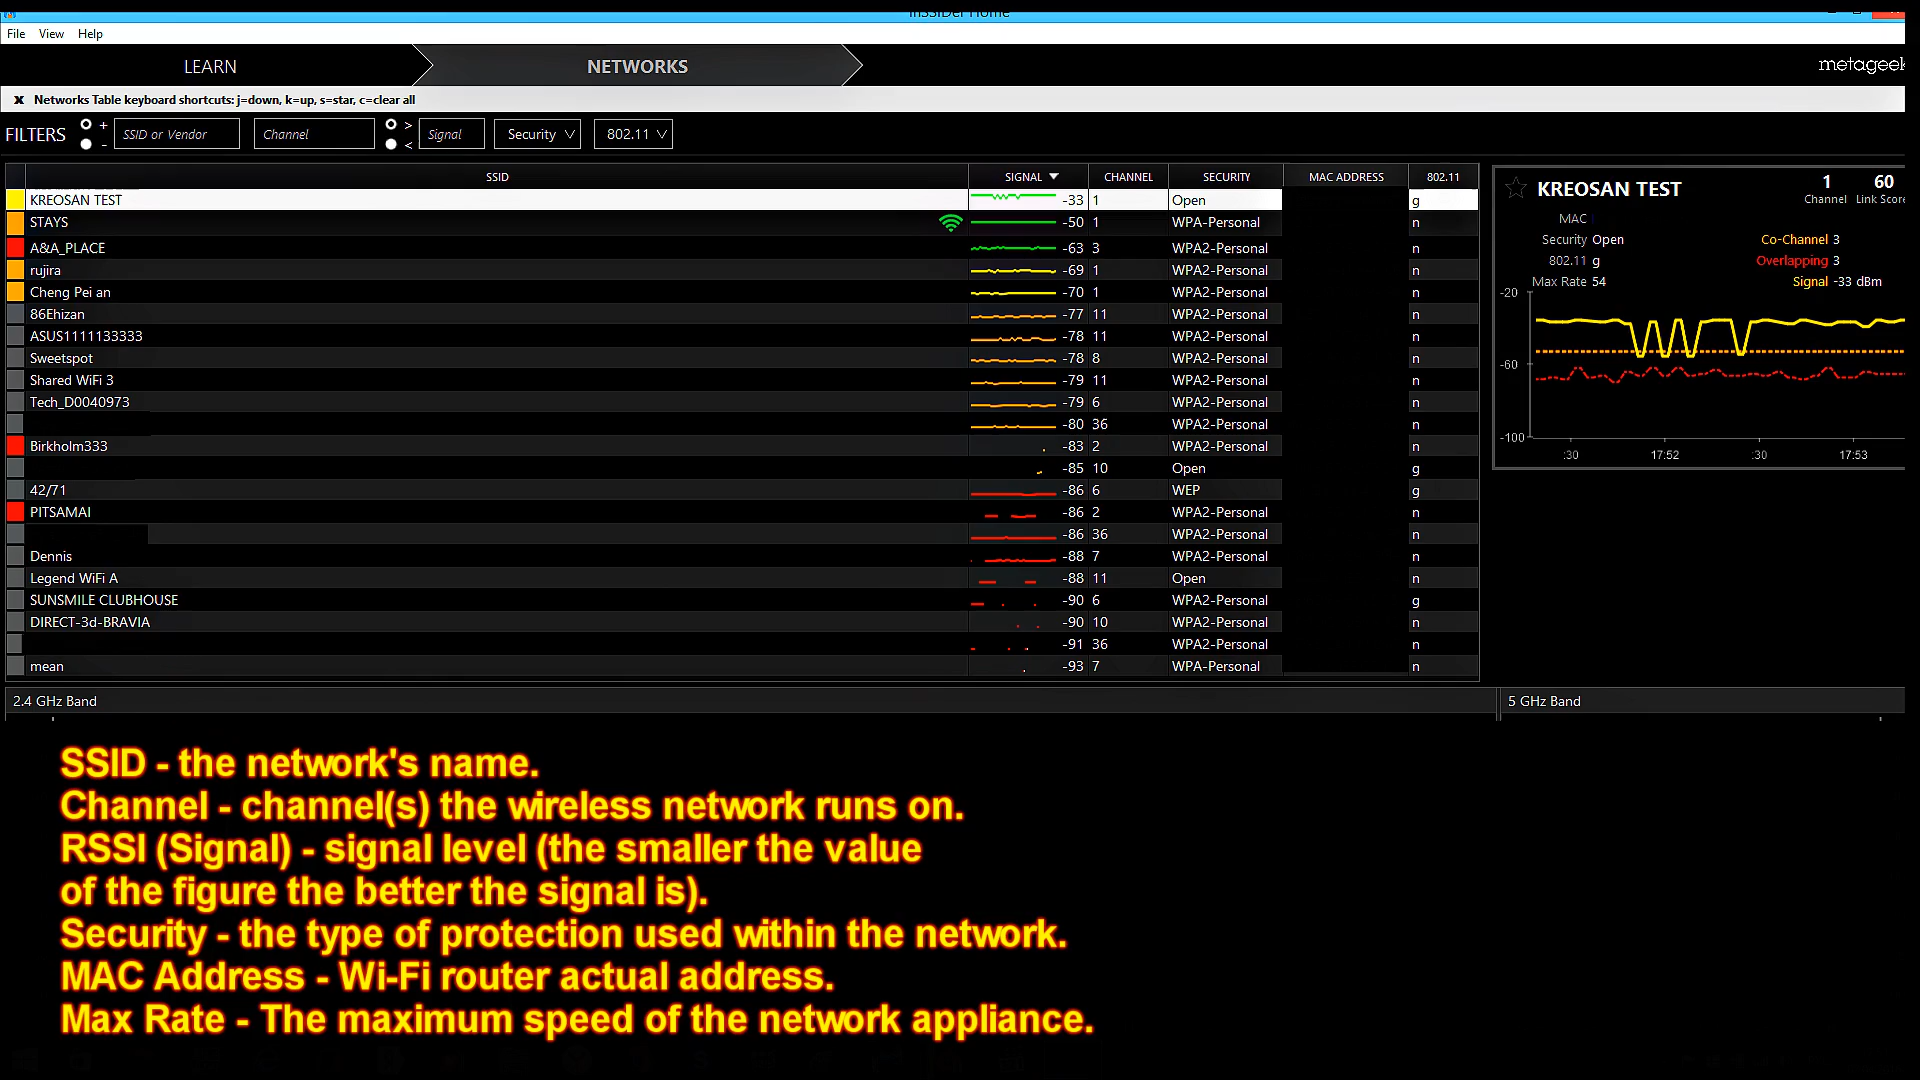 inSSIDer Home
File View Help
LEARN NETWORKS metageek
x Networks Table keyboard shortcuts: j=down, k=up, s=star, c=clear all
FILTERS + - SSID or Vendor Channel > < Signal Security 802.11
SSID SIGNAL CHANNEL SECURITY MAC ADDRESS 802.11
KREOSAN TEST -33 1 Open g
STAYS -50 1 WPA-Personal n
A&A_PLACE -63 3 WPA2-Personal n
rujira -69 1 WPA2-Personal n
Cheng Pei an -70 1 WPA2-Personal n
86Ehizan -77 11 WPA2-Personal n
ASUS1111133333 -78 11 WPA2-Personal n
Sweetspot -78 8 WPA2-Personal n
Shared WiFi 3 -79 11 WPA2-Personal n
Tech_D0040973 -79 6 WPA2-Personal n
-80 36 WPA2-Personal n
Birkholm333 -83 2 WPA2-Personal n
-85 10 Open g
42/71 -86 6 WEP g
PITSAMAI -86 2 WPA2-Personal n
-86 36 WPA2-Personal n
Dennis -88 7 WPA2-Personal n
Legend WiFi A -88 11 Open n
SUNSMILE CLUBHOUSE -90 6 WPA2-Personal g
DIRECT-3d-BRAVIA -90 10 WPA2-Personal n
-91 36 WPA2-Personal n
mean -93 7 WPA-Personal n
KREOSAN TEST 1 60
Channel Link Score
MAC
Security Open Co-Channel 3
802.11 g Overlapping 3
Max Rate 54 Signal -33 dBm
-20
-60
-100
:30 17:52 :30 17:53
2.4 GHz Band 5 GHz Band
SSID - the network's name.
Channel - channel(s) the wireless network runs on.
RSSI (Signal) - signal level (the smaller the value
of the figure the better the signal is).
Security - the type of protection used within the network.
MAC Address - Wi-Fi router actual address.
Max Rate - The maximum speed of the network appliance.